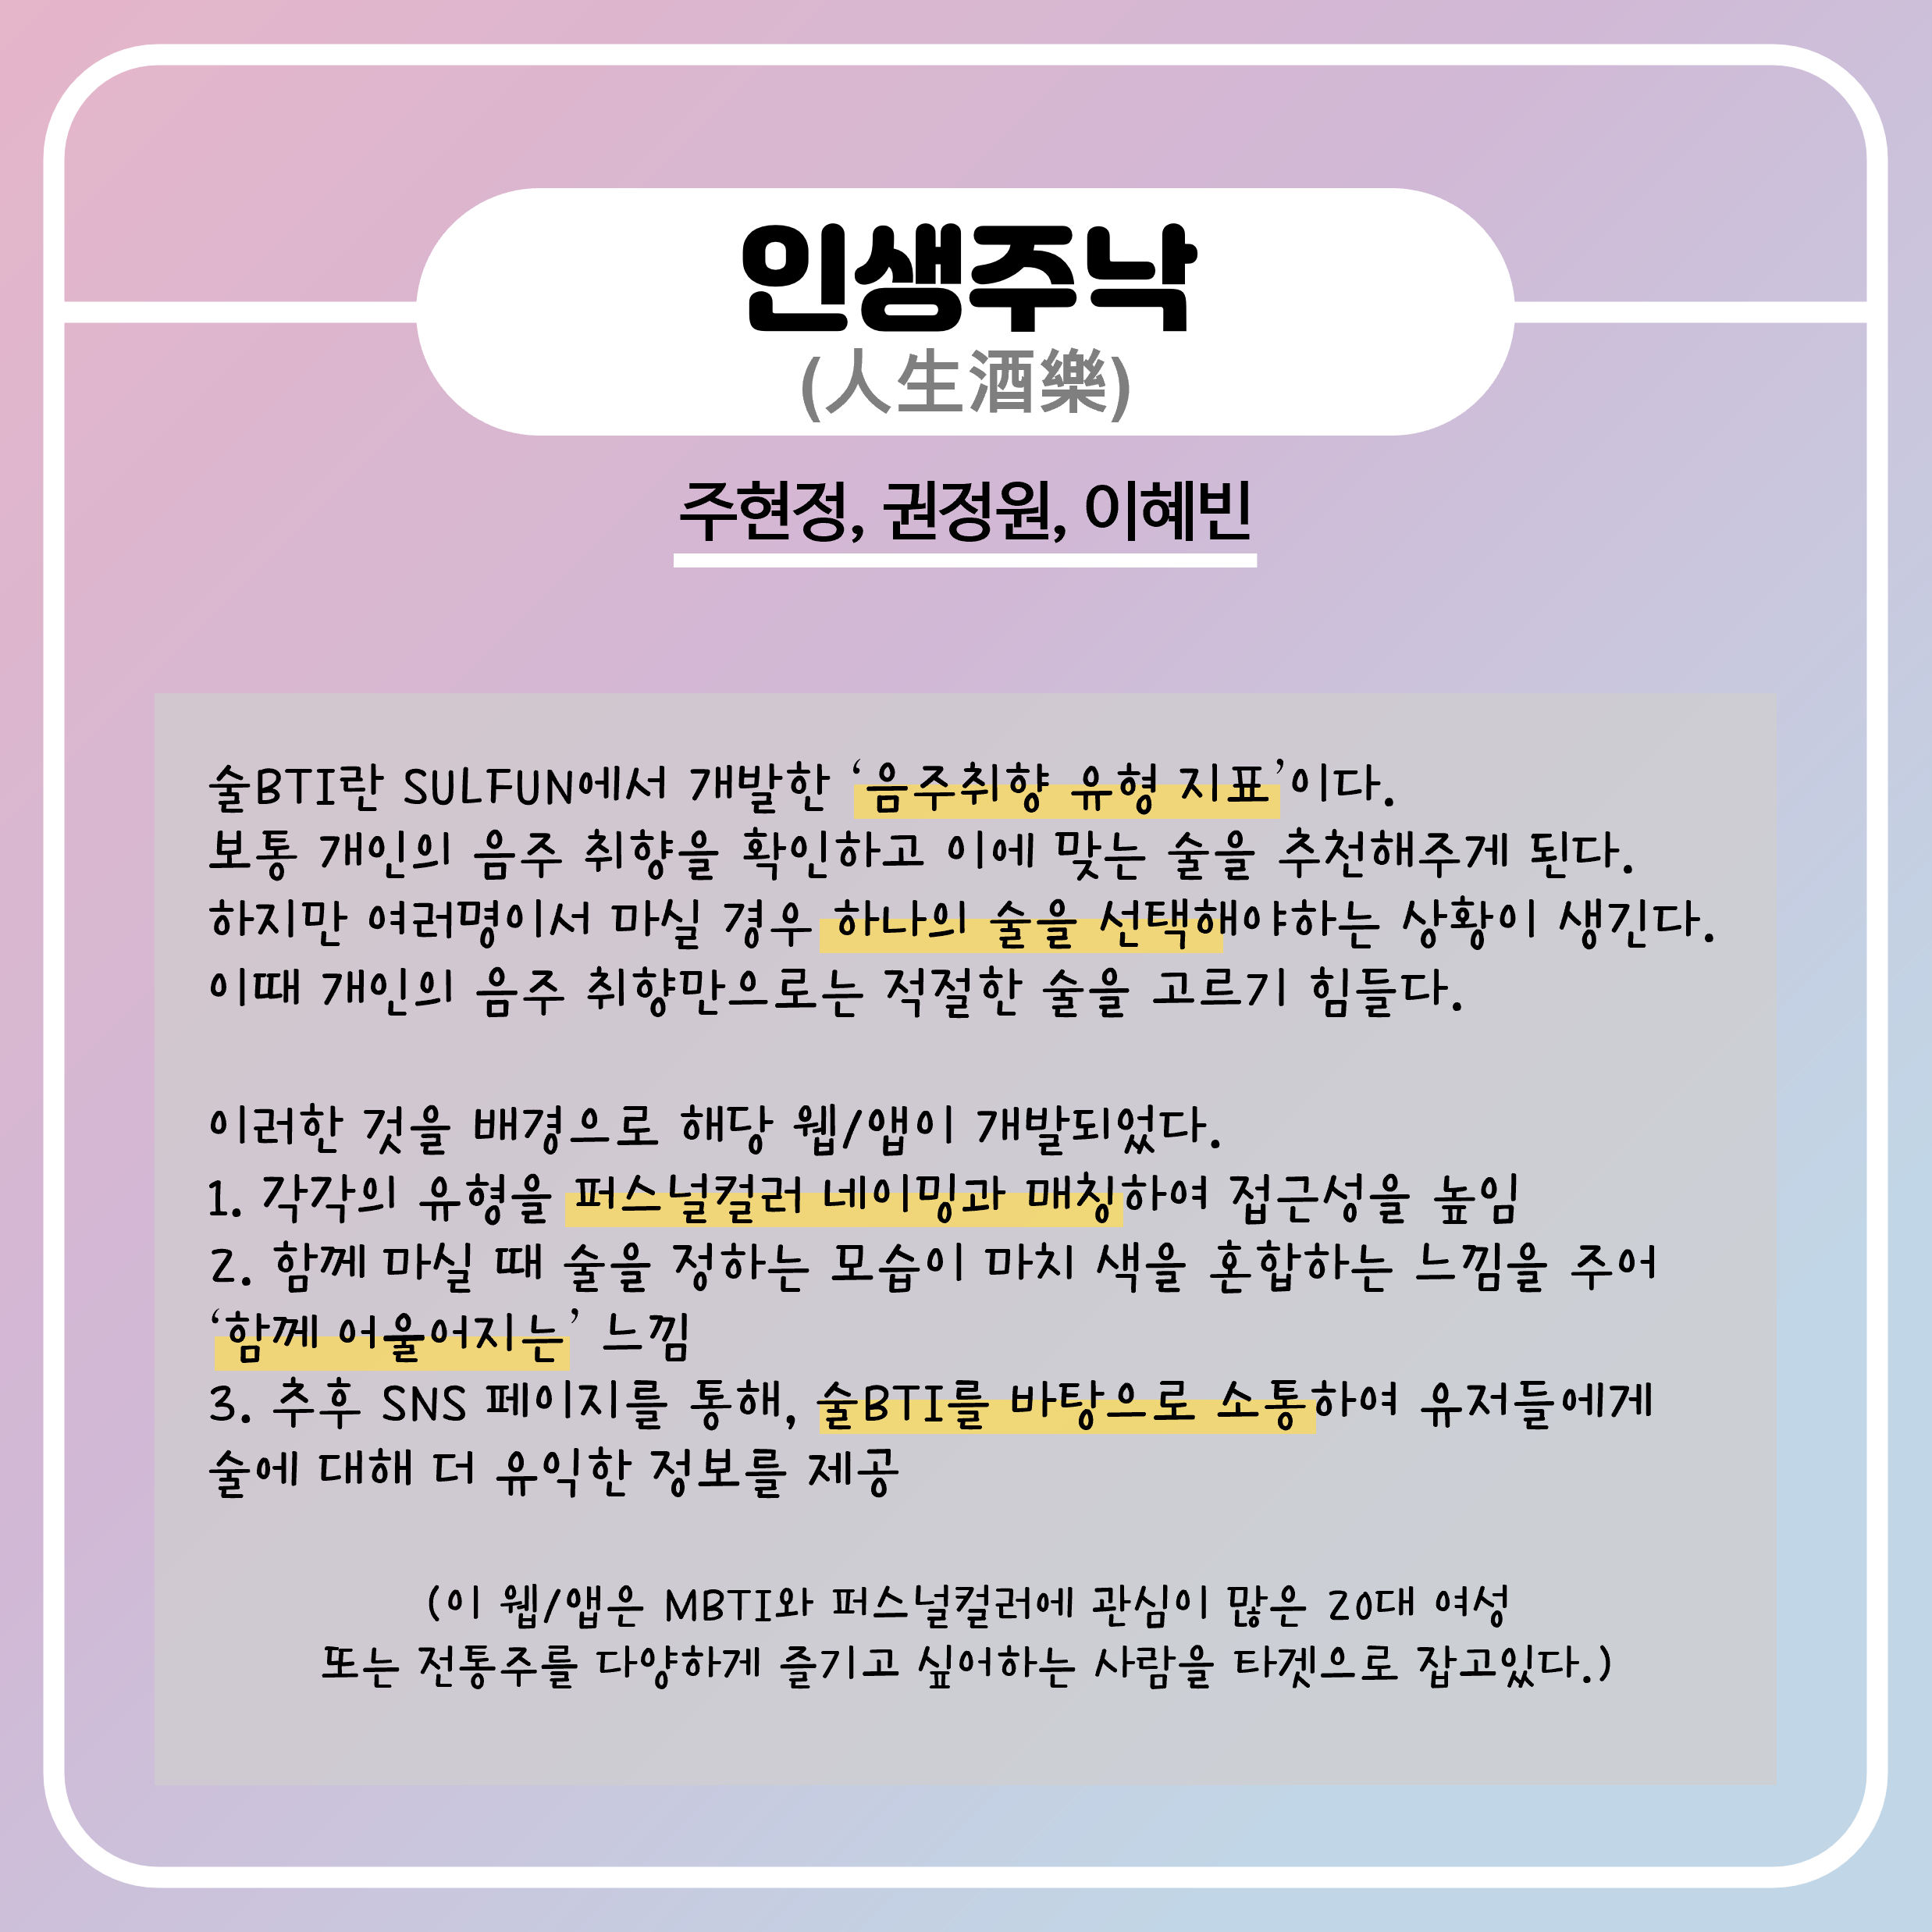 인생주낙
(人生酒樂)
주현정, 권정원, 이혜빈
술BTI란 SULFUN에서 개발한 ‘음주취향 유형 지표’이다.
보통 개인의 음주 취향을 확인하고 이에 맞는 술을 추천해주게 된다.
하지만 여러명이서 마실 경우 하나의 술을 선택해야하는 상황이 생긴다.
이때 개인의 음주 취향만으로는 적절한 술을 고르기 힘들다.
이러한 것을 배경으로 해당 웹/앱이 개발되었다.
1. 각각의 유형을 퍼스널컬러 네이밍과 매칭하여 접근성을 높임
2. 함께 마실 때 술을 정하는 모습이 마치 색을 혼합하는 느낌을 주어
‘함께 어울어지는’ 느낌
3. 추후 SNS 페이지를 통해, 술BTI를 바탕으로 소통하여 유저들에게
술에 대해 더 유익한 정보를 제공
(이 웹/앱은 MBTI와 퍼스널컬러에 관심이 많은 20대 여성
또는 전통주를 다양하게 즐기고 싶어하는 사람을 타겟으로 잡고있다.)